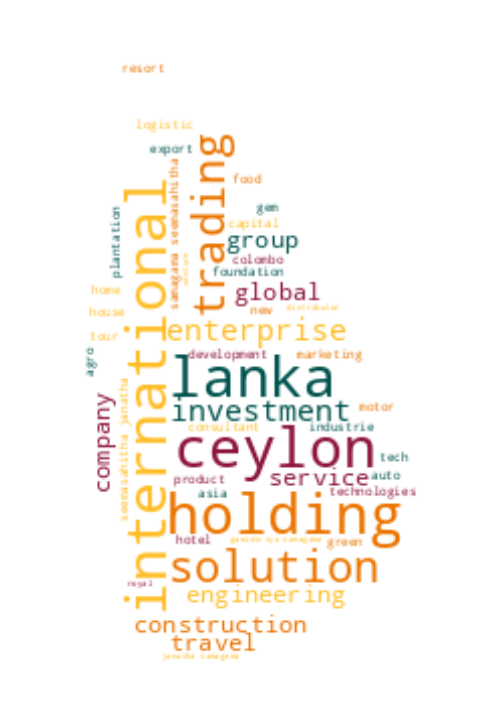 resort
logistic
export
trading
samagana seemasahitha
food
international
gem
plantation
capital
group
colombo
foundation
home
global
new
distributor
house
enterprise
tour
development
marketing
agro
lanka
seemasahitha janatha
company
investment
motor
consultant
industrie
ceylon
tech
service
auto
product
technologies
asia
holding
hotel
green
solution
royal
engineering
construction
travel
janatha samagama